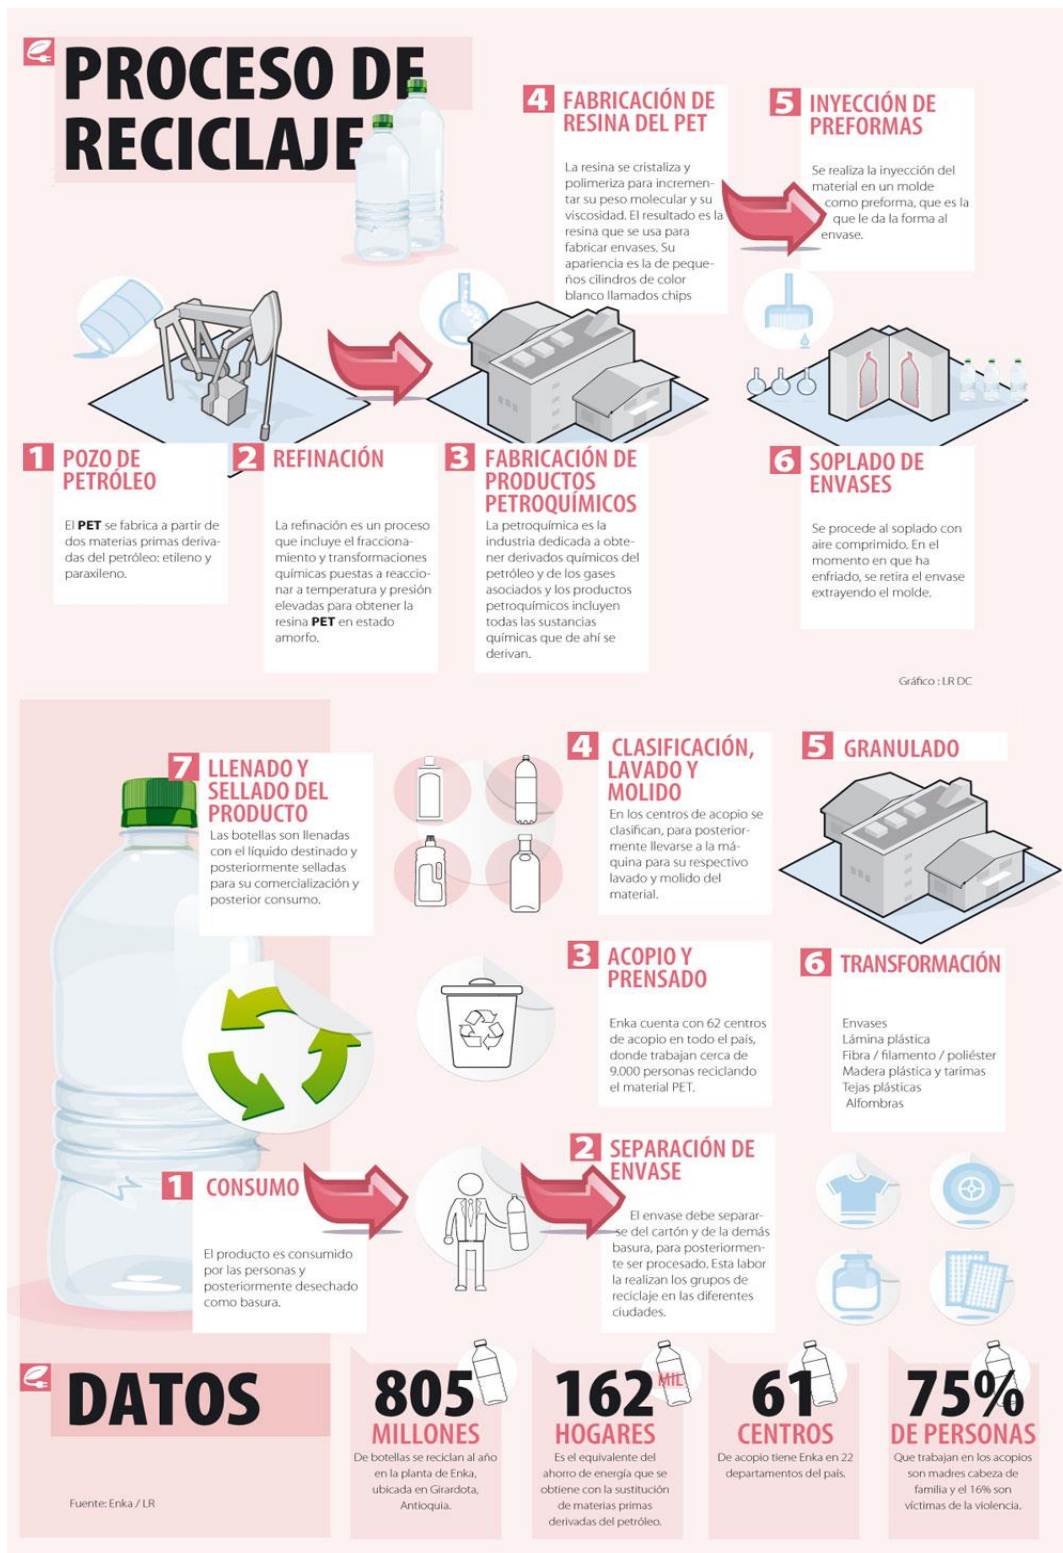 PROCESO DE
RECICLAJE
4 FABRICACIÓN DE
RESINA DEL PET
La resina se cristaliza y
polimeriza para incremen-
tar su peso molecular y su
viscosidad. El resultado es la
resina que se usa para
fabricar envases. Su
apariencia es la de peque-
ños cilindros de color
blanco llamados chips
5 INYECCIÓN DE
PREFORMAS
Se realiza la inyección del
material en un molde
como preforma, que es la
que le da la forma al
envase.
1 POZO DE
PETRÓLEO
El PET se fabrica a partir de
dos materias primas deriva-
das del petróleo: etileno y
paraxileno.
2 REFINACIÓN
La refinación es un proceso
que incluye el fracciona-
miento y transformaciones
químicas puestas a reaccio-
nar a temperatura y presión
elevadas para obtener la
resina PET en estado
amorfo.
3 FABRICACIÓN DE
PRODUCTOS
PETROQUÍMICOS
La petroquímica es la
industria dedicada a obte-
ner derivados químicos del
petróleo y de los gases
asociados y los productos
petroquímicos incluyen
todas las sustancias
químicas que de ahí se
derivan.
6 SOPLADO DE
ENVASES
Se procede al soplado con
aire comprimido. En el
momento en que ha
enfriado, se retira el envase
extrayendo el molde.
Gráfico : LR DC
7 LLENADO Y
SELLADO DEL
PRODUCTO
Las botellas son llenadas
con el líquido destinado y
posteriormente selladas
para su comercialización y
posterior consumo.
4 CLASIFICACIÓN,
LAVADO Y
MOLIDO
En los centros de acopio se
clasifican, para posterior-
mente llevarse a la má-
quina para su respectivo
lavado y molido del
material.
5 GRANULADO
3 ACOPIO Y
PRENSADO
Enka cuenta con 62 centros
de acopio en todo el país,
donde trabajan cerca de
9.000 personas reciclando
el material PET.
6 TRANSFORMACIÓN
Envases
Lámina plástica
Fibra / filamento / poliéster
Madera plástica y tarimas
Tejas plásticas
Alfombras
1 CONSUMO
El producto es consumido
por las personas y
posteriormente desechado
como basura.
2 SEPARACIÓN DE
ENVASE
El envase debe separar-
se del cartón y de la demás
basura, para posteriormen-
te ser procesado. Esta labor
la realizan los grupos de
reciclaje en las diferentes
ciudades.
DATOS
Fuente: Enka / LR
805
MILLONES
De botellas se reciclan al año
en la planta de Enka,
ubicada en Girardota,
Antioquia.
162 MIL
HOGARES
Es el equivalente del
ahorro de energía que se
obtiene con la sustitución
de materias primas
derivadas del petróleo.
61
CENTROS
De acopio tiene Enka en 22
departamentos del país.
75%
DE PERSONAS
Que trabajan en los acopios
son madres cabeza de
familia y el 16% son
víctimas de la violencia.